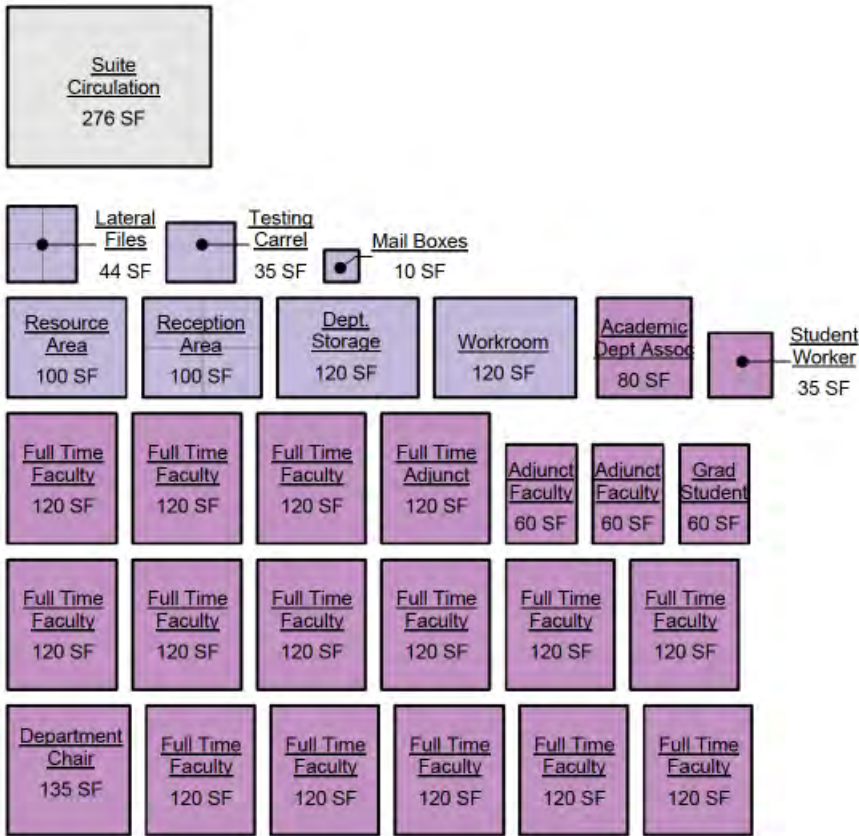 Suite
Circulation
276 SF
Lateral
Files
44 SF
Testing
Carrel
35 SF
Mail Boxes
10 SF
Resource
Area
100 SF
Reception
Area
100 SF
Dept.
Storage
120 SF
Workroom
120 SF
Academic
Dept Assoc
80 SF
Student
Worker
35 SF
Full Time
Faculty
120 SF
Full Time
Faculty
120 SF
Full Time
Faculty
120 SF
Full Time
Adjunct
120 SF
Adjunct
Faculty
60 SF
Adjunct
Faculty
60 SF
Grad
Student
60 SF
Full Time
Faculty
120 SF
Full Time
Faculty
120 SF
Full Time
Faculty
120 SF
Full Time
Faculty
120 SF
Full Time
Faculty
120 SF
Full Time
Faculty
120 SF
Department
Chair
135 SF
Full Time
Faculty
120 SF
Full Time
Faculty
120 SF
Full Time
Faculty
120 SF
Full Time
Faculty
120 SF
Full Time
Faculty
120 SF